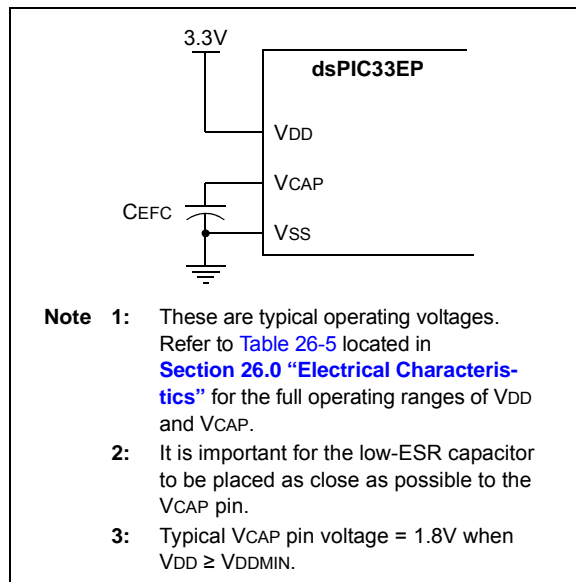 3.3V
dsPIC33EP
VDD
VCAP
CEFC
VSS
Note 1: These are typical operating voltages.
Refer to Table 26-5 located in
Section 26.0 “Electrical Characteris-
tics” for the full operating ranges of VDD
and VCAP.
2: It is important for the low-ESR capacitor
to be placed as close as possible to the
VCAP pin.
3: Typical VCAP pin voltage = 1.8V when
VDD ≥ VDDMIN.